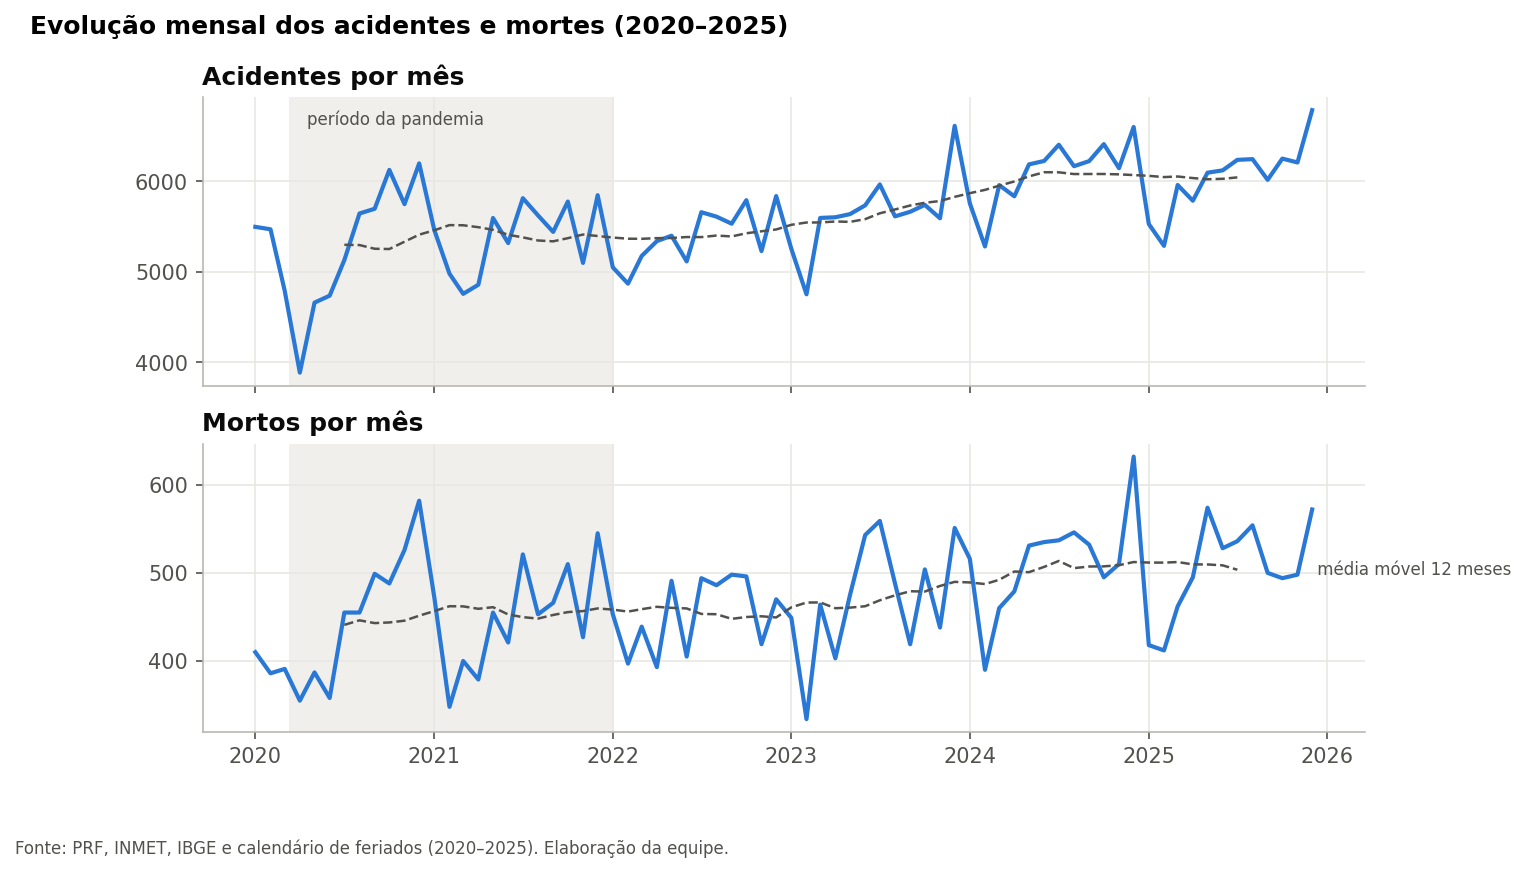 Evolução mensal dos acidentes e mortes (2020–2025)
Acidentes por mês
período da pandemia
6000
5000
4000
Mortos por mês
600
500
400
média móvel 12 meses
2020 2021 2022 2023 2024 2025 2026
Fonte: PRF, INMET, IBGE e calendário de feriados (2020–2025). Elaboração da equipe.